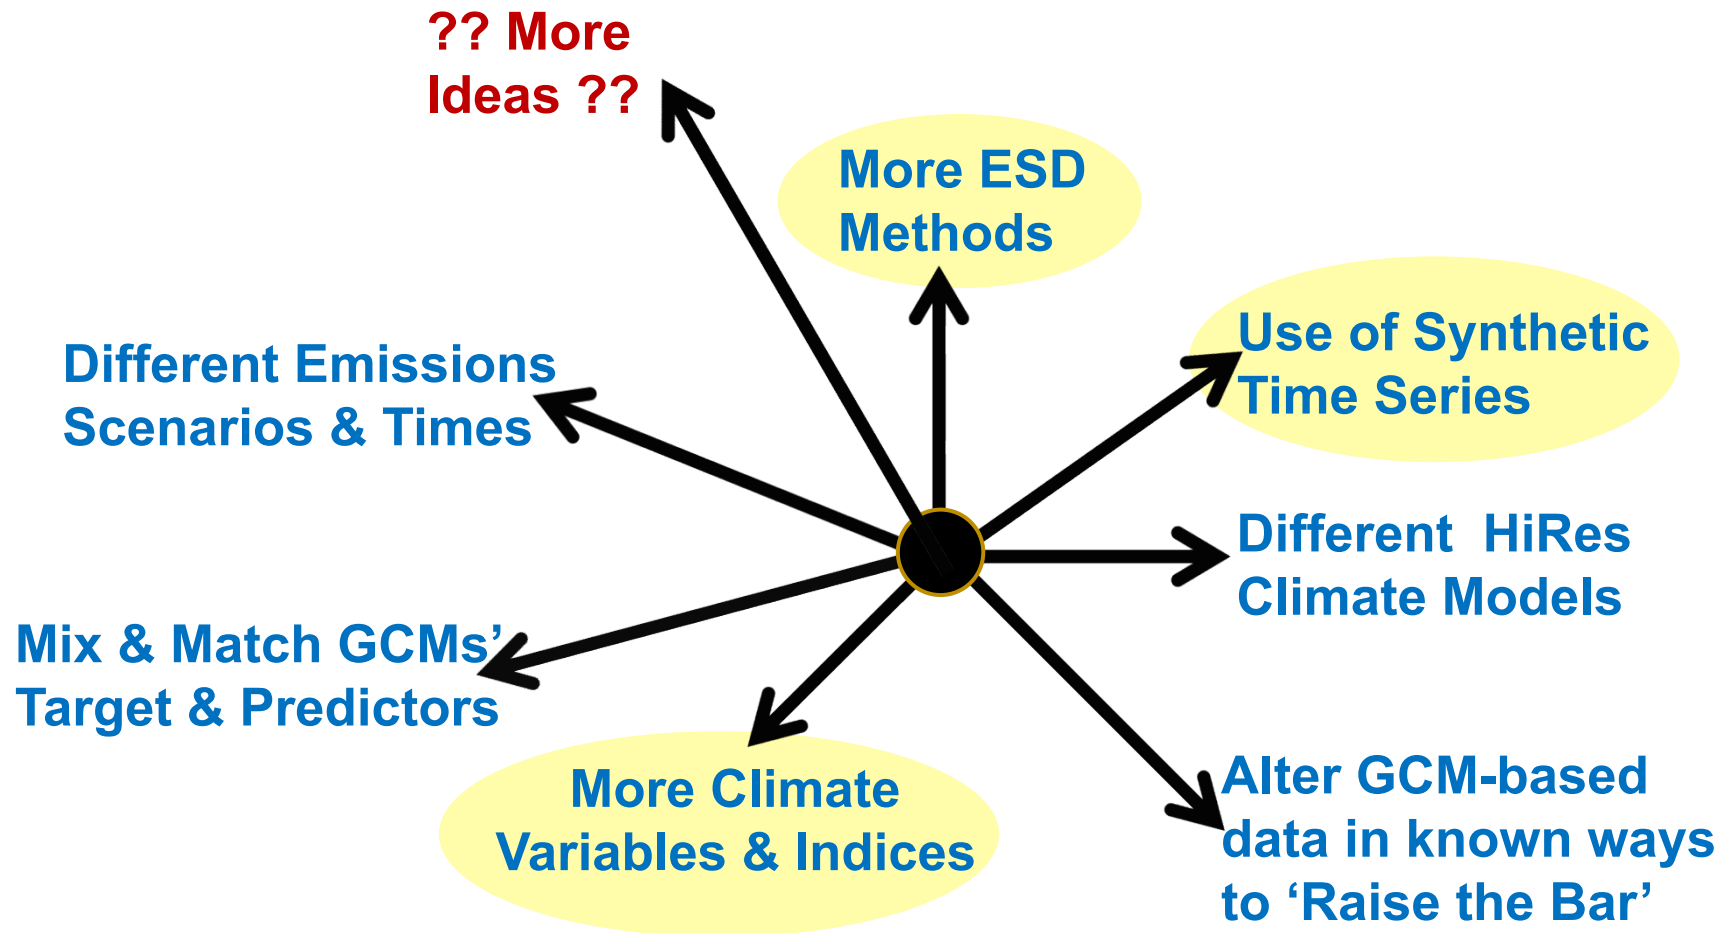 ?? More
Ideas ??
More ESD
Methods
Use of Synthetic
Time Series
Different Emissions
Scenarios & Times
Different  HiRes
Climate Models
Mix & Match GCMs’
Target & Predictors
More Climate
Variables & Indices
Alter GCM-based
data in known ways
to ‘Raise the Bar’